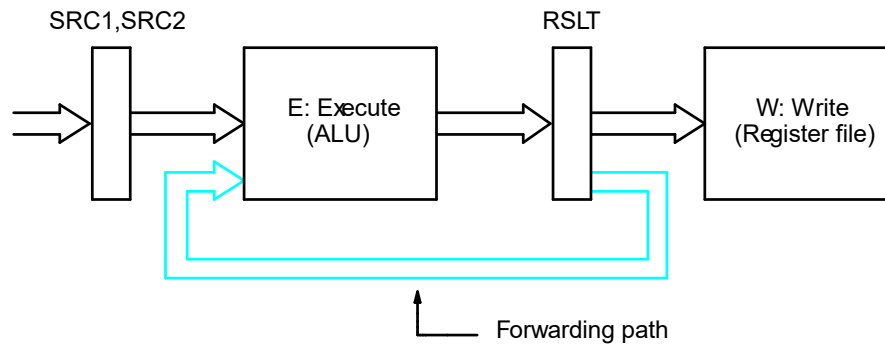 SRC1,SRC2
RSLT
E: Execute
(ALU)
W: Write
(Register file)
Forwarding path